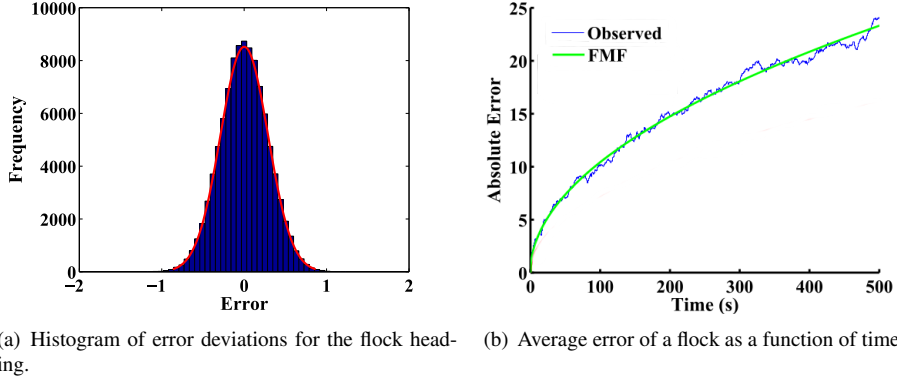 10000
8000
6000
4000
2000
0
Frequency
−2 −1 0 1 2
Error
(a) Histogram of error deviations for the flock head-
ing.
25
20
15
10
5
0
Absolute Error
Observed
FMF
0 100 200 300 400 500
Time (s)
(b) Average error of a flock as a function of time